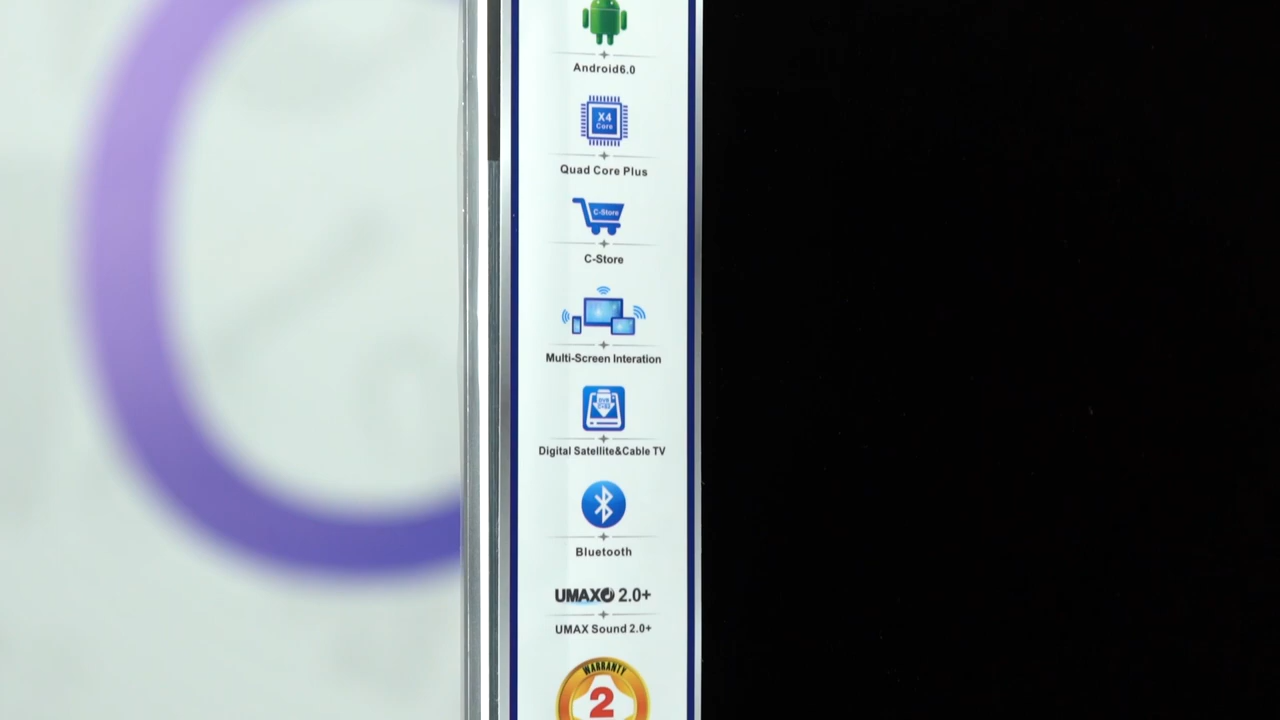 Android6.0
X4
Core
Quad Core Plus
C-Store
C-Store
Multi-Screen Interation
Digital Satellite&Cable TV
Bluetooth
UMAX 2.0+
UMAX Sound 2.0+
WARRANTY
2